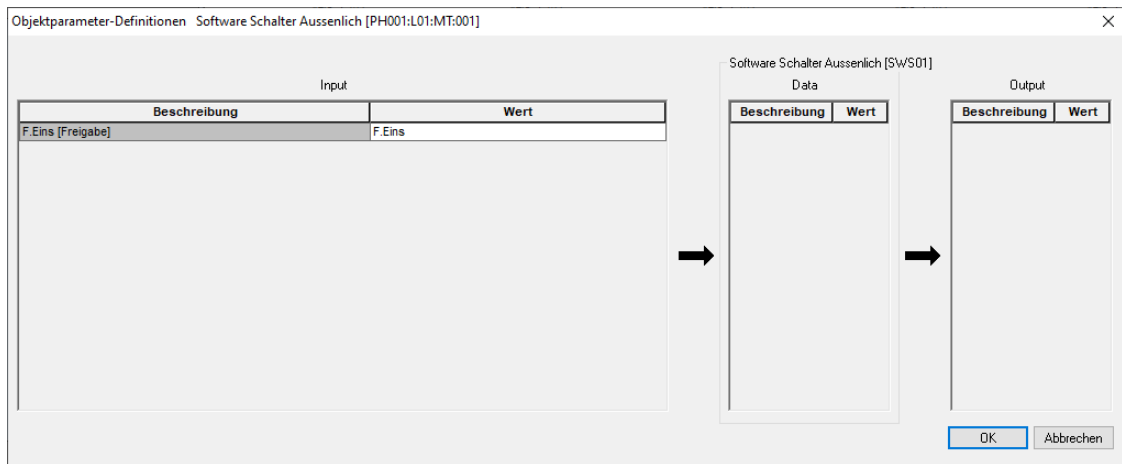 Objektparameter-Definitionen Software Schalter Aussenlich [PH001:L01:MT:001]
Software Schalter Aussenlich [SWS01]
Input
Data
Output
Beschreibung Wert
Beschreibung Wert
Beschreibung Wert
F.Eins [Freigabe] F.Eins
OK Abbrechen